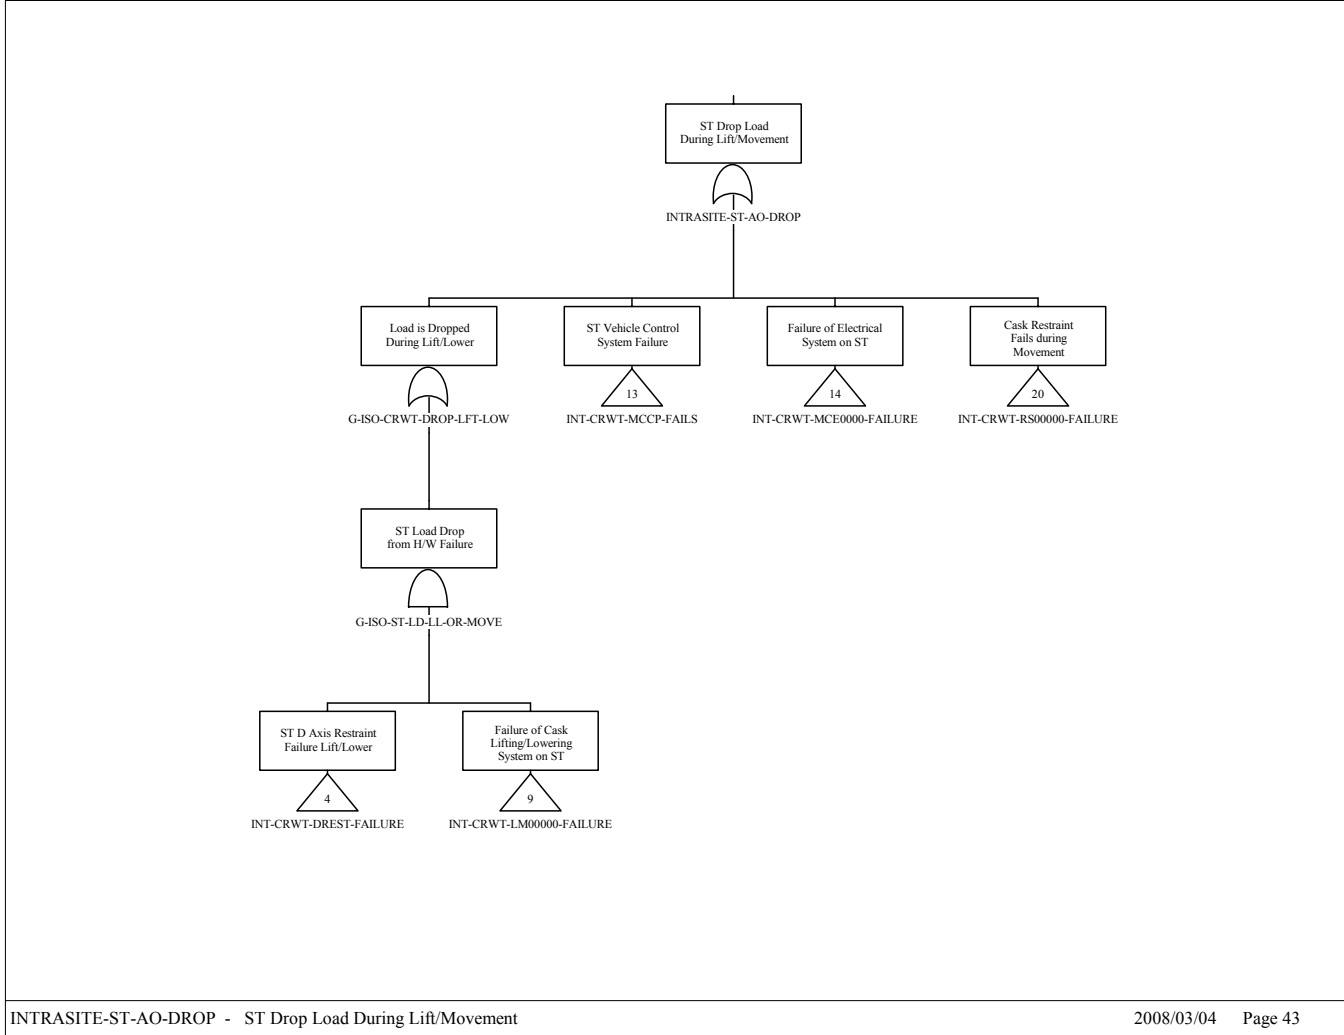 ST Drop Load
During Lift/Movement
INTRASITE-ST-AO-DROP
Load is Dropped
During Lift/Lower
G-ISO-CRWT-DROP-LFT-LOW
ST Vehicle Control
System Failure
13
INT-CRWT-MCCP-FAILS
Failure of Electrical
System on ST
14
INT-CRWT-MCE0000-FAILURE
Cask Restraint
Fails during
Movement
20
INT-CRWT-RS00000-FAILURE
ST Load Drop
from H/W Failure
G-ISO-ST-LD-LL-OR-MOVE
ST D Axis Restraint
Failure Lift/Lower
4
INT-CRWT-DREST-FAILURE
Failure of Cask
Lifting/Lowering
System on ST
9
INT-CRWT-LM00000-FAILURE
INTRASITE-ST-AO-DROP - ST Drop Load During Lift/Movement
2008/03/04 Page 43